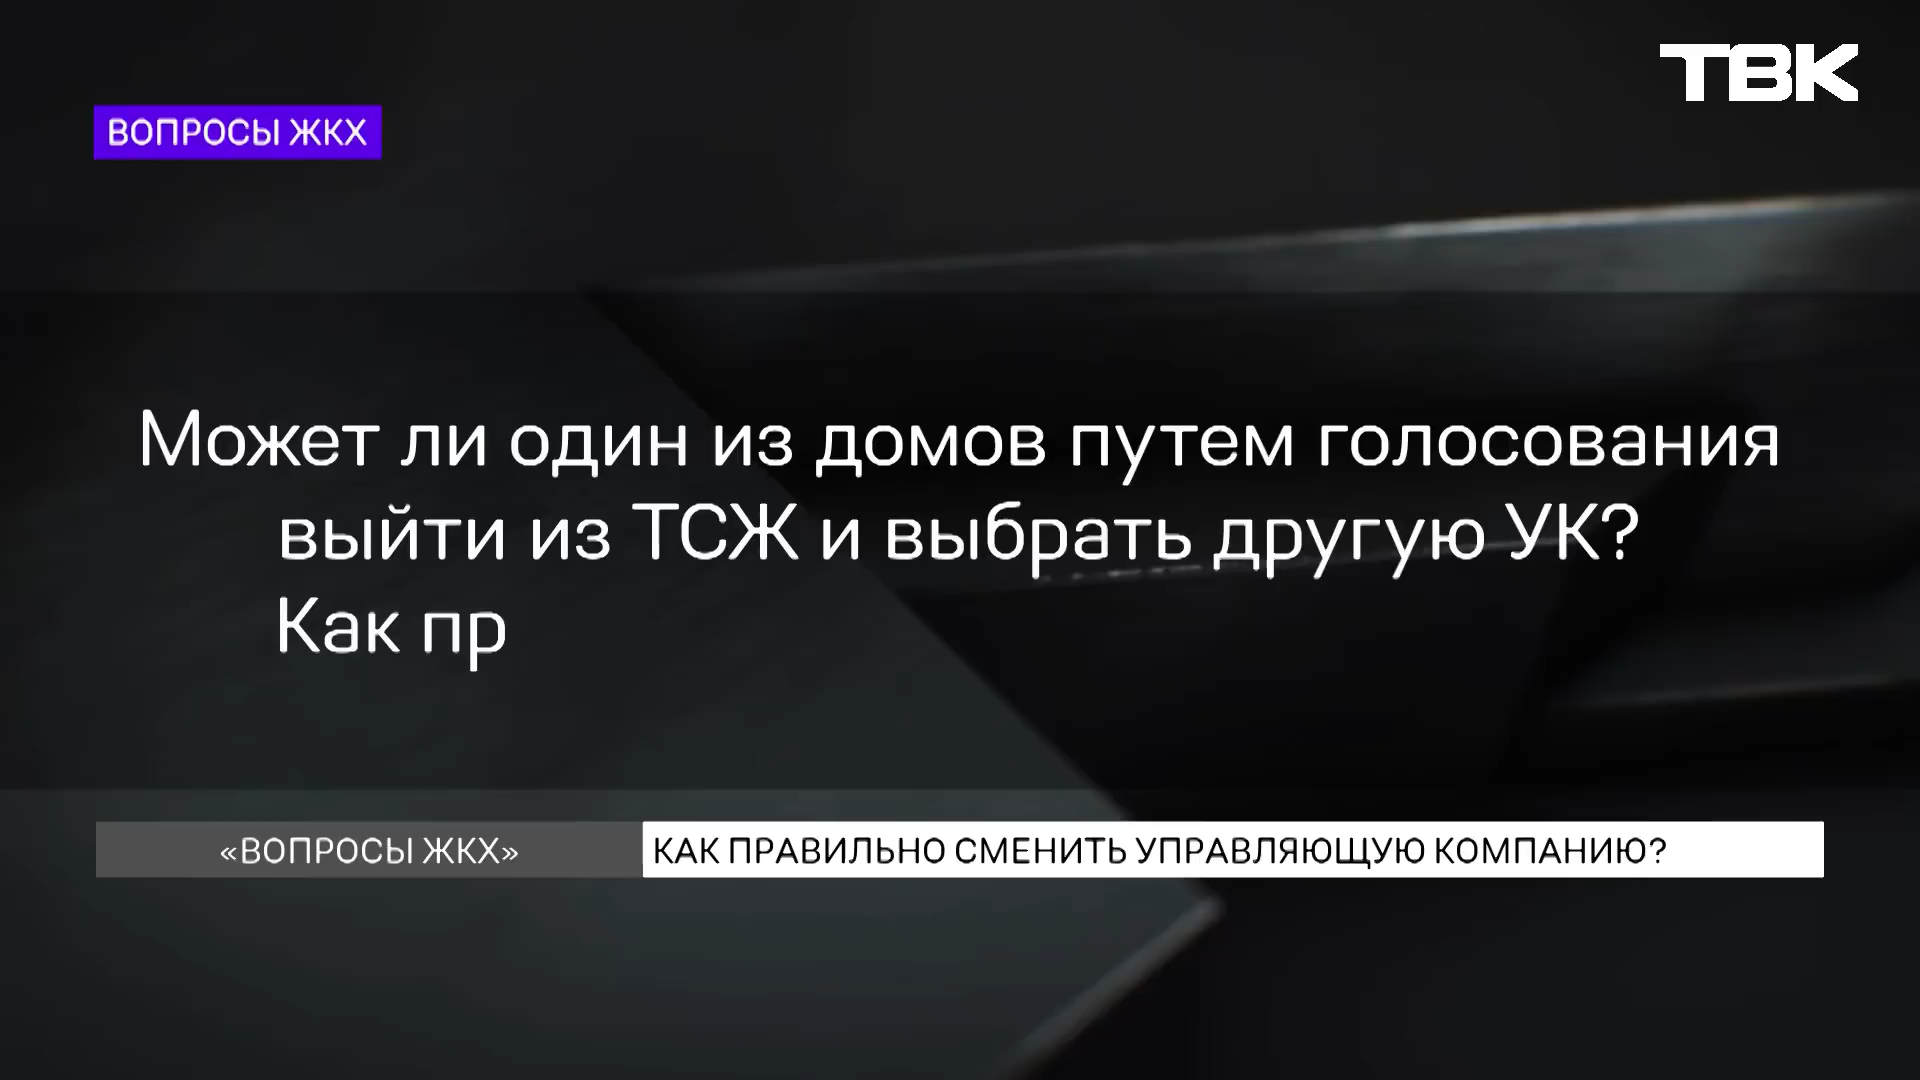 ТВК
ВОПРОСЫ ЖКХ
Может ли один из домов путем голосования
выйти из ТСЖ и выбрать другую УК?
Как пр
«ВОПРОСЫ ЖКХ»
КАК ПРАВИЛЬНО СМЕНИТЬ УПРАВЛЯЮЩУЮ КОМПАНИЮ?